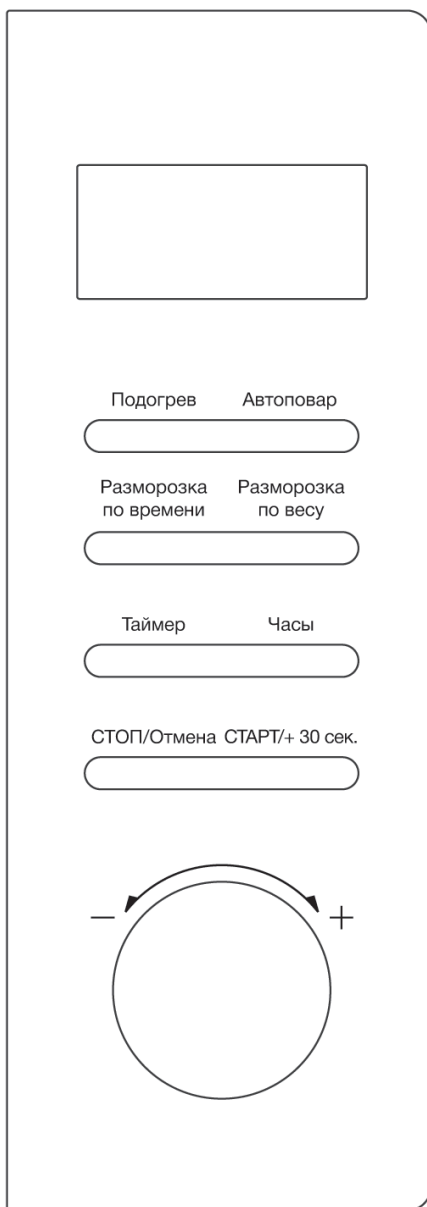 Подогрев Автоповар
Разморозка Разморозка
по времени по весу
Таймер Часы
СТОП/Отмена СТАРТ/+ 30 сек.
− +